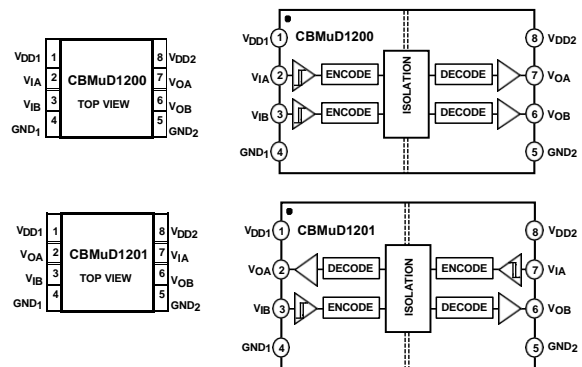 VDD1 1 8 VDD2
VIA 2 CBMuD1200 7 VOA
VIB 3 TOP VIEW 6 VOB
GND1 4 5 GND2
CBMuD1200
VDD1 1 8 VDD2
VIA 2 ENCODE DECODE 7 VOA
ISOLATION
VIB 3 ENCODE DECODE 6 VOB
GND1 4 5 GND2
VDD1 1 8 VDD2
VOA 2 CBMuD1201 7 VIA
VIB 3 TOP VIEW 6 VOB
GND1 4 5 GND2
CBMuD1201
VDD1 1 8 VDD2
VOA 2 DECODE ENCODE 7 VIA
ISOLATION
VIB 3 ENCODE DECODE 6 VOB
GND1 4 5 GND2